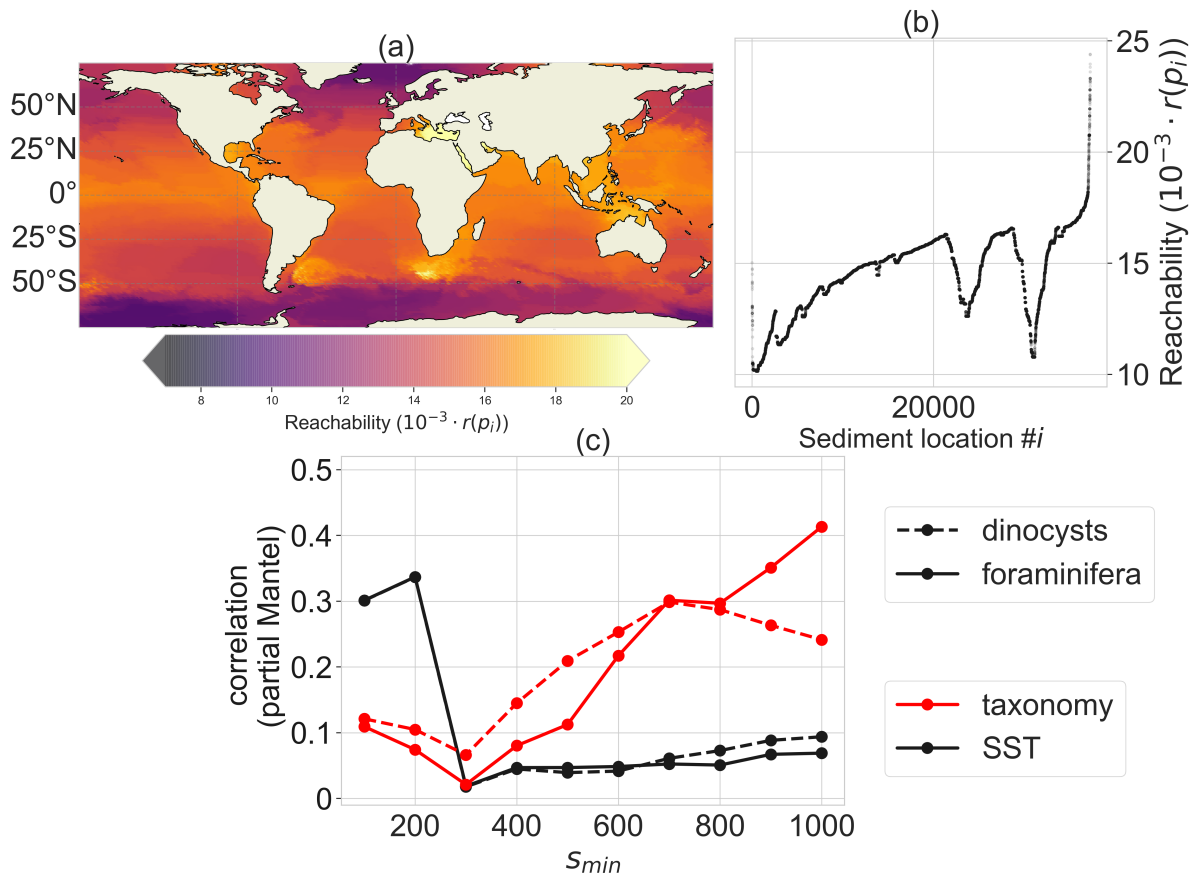 (a)
50°N
25°N
0°
25°S
50°S
8 10 12 14 16 18 20
Reachability (10⁻³ · r(pᵢ))
(b)
25
20
15
10
Reachability (10⁻³ · r(pᵢ))
0 20000
Sediment location #i
(c)
0.5
0.4
0.3
0.2
0.1
0
correlation
(partial Mantel)
200 400 600 800 1000
Sₘᵢₙ
dinocysts
foraminifera
taxonomy
SST